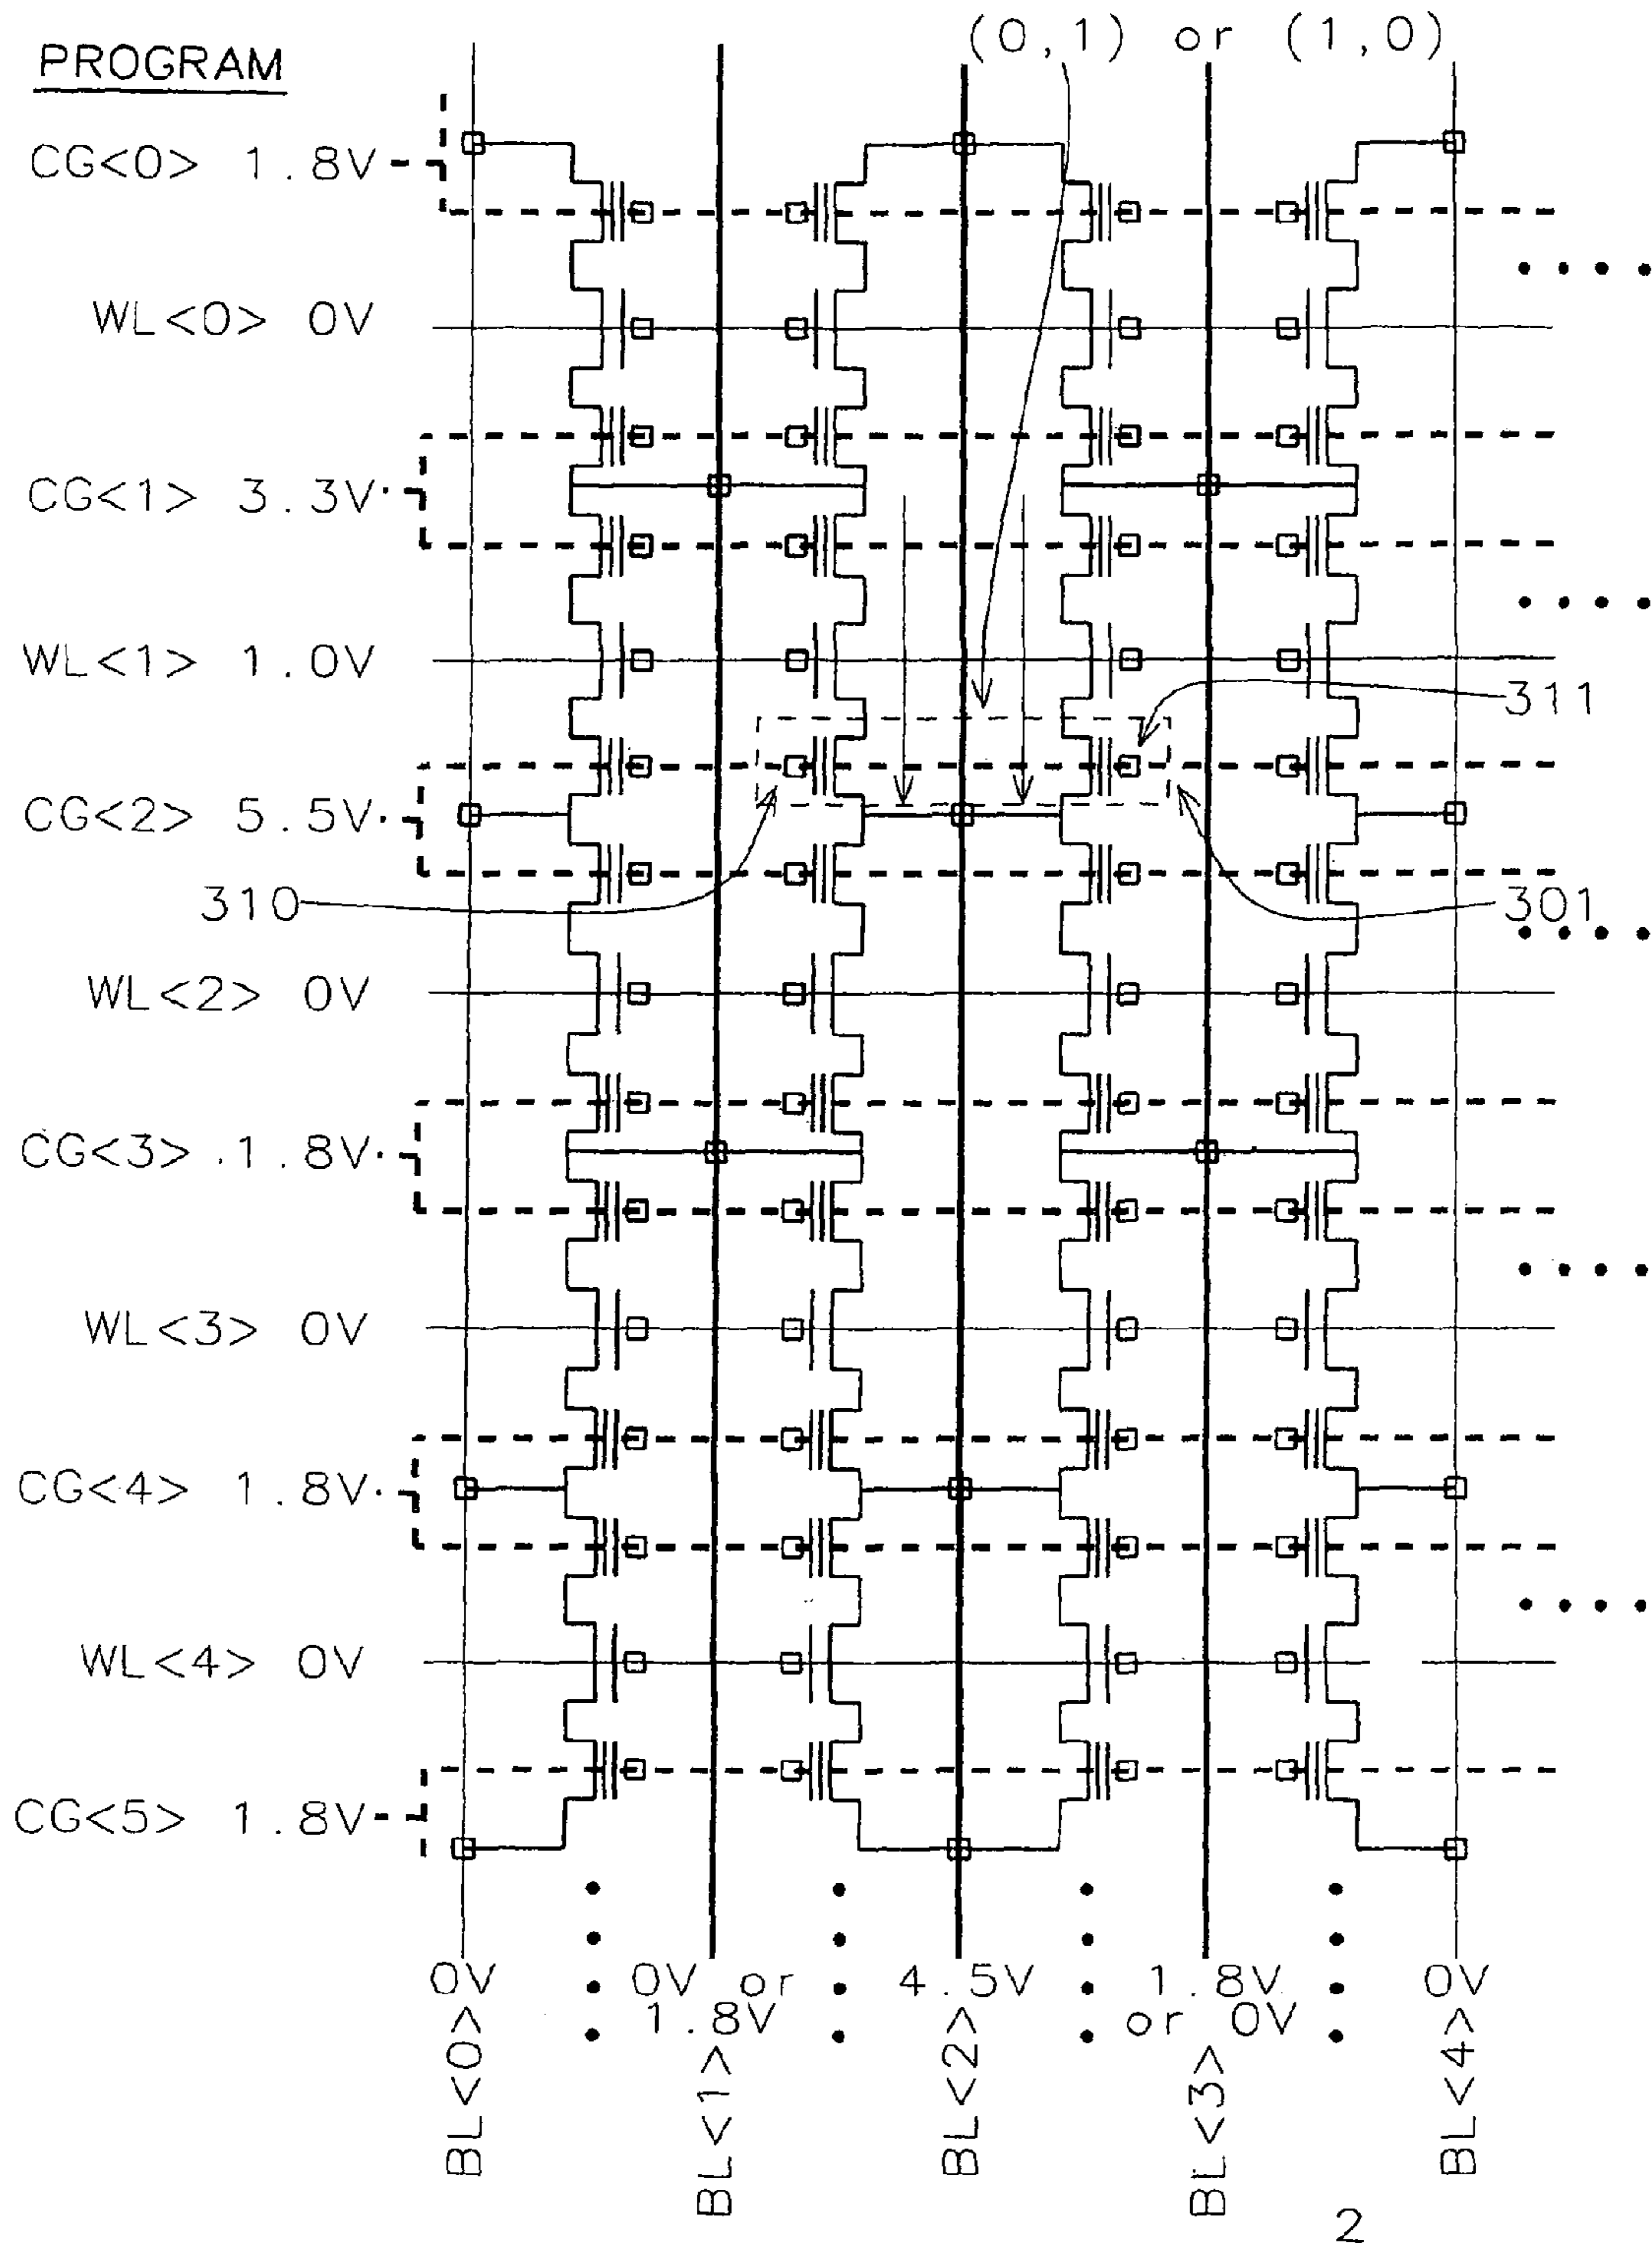 PROGRAM
(0,1) or (1,0)
CG<0> 1.8V
WL<0> 0V
CG<1> 3.3V
WL<1> 1.0V
311
CG<2> 5.5V
310
301
WL<2> 0V
CG<3> 1.8V
WL<3> 0V
CG<4> 1.8V
WL<4> 0V
CG<5> 1.8V
0V
0V or
1.8V
4.5V
1.8V
or 0V
0V
BL<0>
BL<1>
BL<2>
BL<3>
BL<4>
2